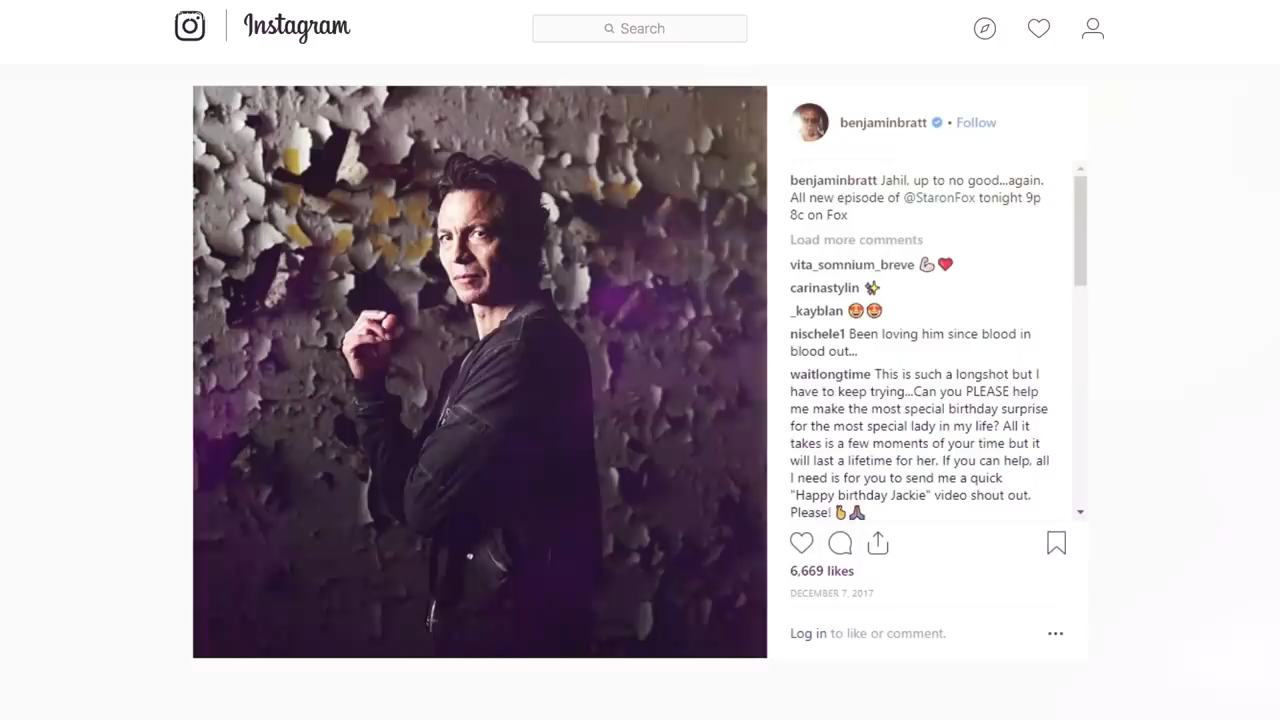 Instagram
Search
benjaminbratt • Follow
benjaminbratt Jahil, up to no good...again.
All new episode of @StaronFox tonight 9p
8c on Fox
Load more comments
vita_somnium_breve 💪❤️
carinastylin ✨
_kayblan 😍😍
nischele1 Been loving him since blood in
blood out...
waitlongtime This is such a longshot but I
have to keep trying...Can you PLEASE help
me make the most special birthday surprise
for the most special lady in my life? All it
takes is a few moments of your time but it
will last a lifetime for her. If you can help, all
I need is for you to send me a quick
"Happy birthday Jackie" video shout out.
Please!
6,669 likes
DECEMBER 7, 2017
Log in to like or comment.